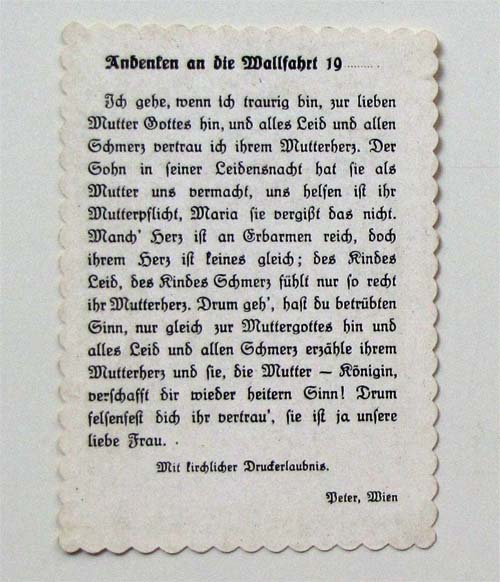 Andenken an die Wallfahrt 19........
Ich gehe, wenn ich traurig bin, zur lieben
Mutter Gottes hin, und alles Leid und allen
Schmerz vertrau ich ihrem Mutterherz. Der
Sohn in seiner Leidensnacht hat sie als
Mutter uns vermacht, uns helfen ist ihr
Mutterpflicht, Maria sie vergißt das nicht.
Manch' Herz ist an Erbarmen reich, doch
ihrem Herz ist keines gleich; des Kindes
Leid, des Kindes Schmerz fühlt nur so recht
ihr Mutterherz. Drum geh', hast du betrübten
Sinn, nur gleich zur Muttergottes hin und
alles Leid und allen Schmerz erzähle ihrem
Mutterherz und sie, die Mutter — Königin,
verschafft dir wieder heitern Sinn! Drum
felsenfest dich ihr vertrau', sie ist ja unsere
liebe Frau.
Mit kirchlicher Druckerlaubnis.
Peter, Wien